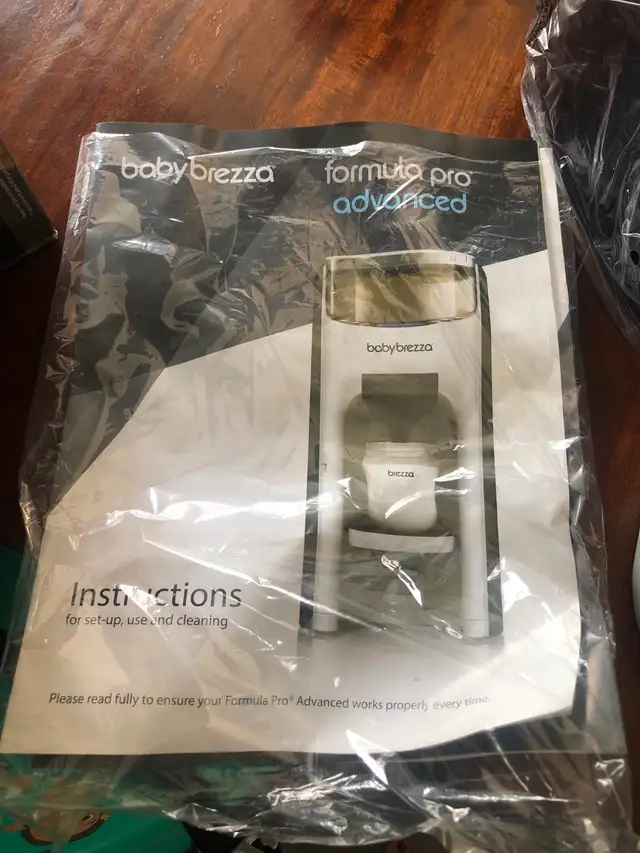 babybrezza
formula pro
advanced
babybrezza
brezza
Instructions
for set-up, use and cleaning
Please read fully to ensure your Formula Pro® Advanced works properly every time.